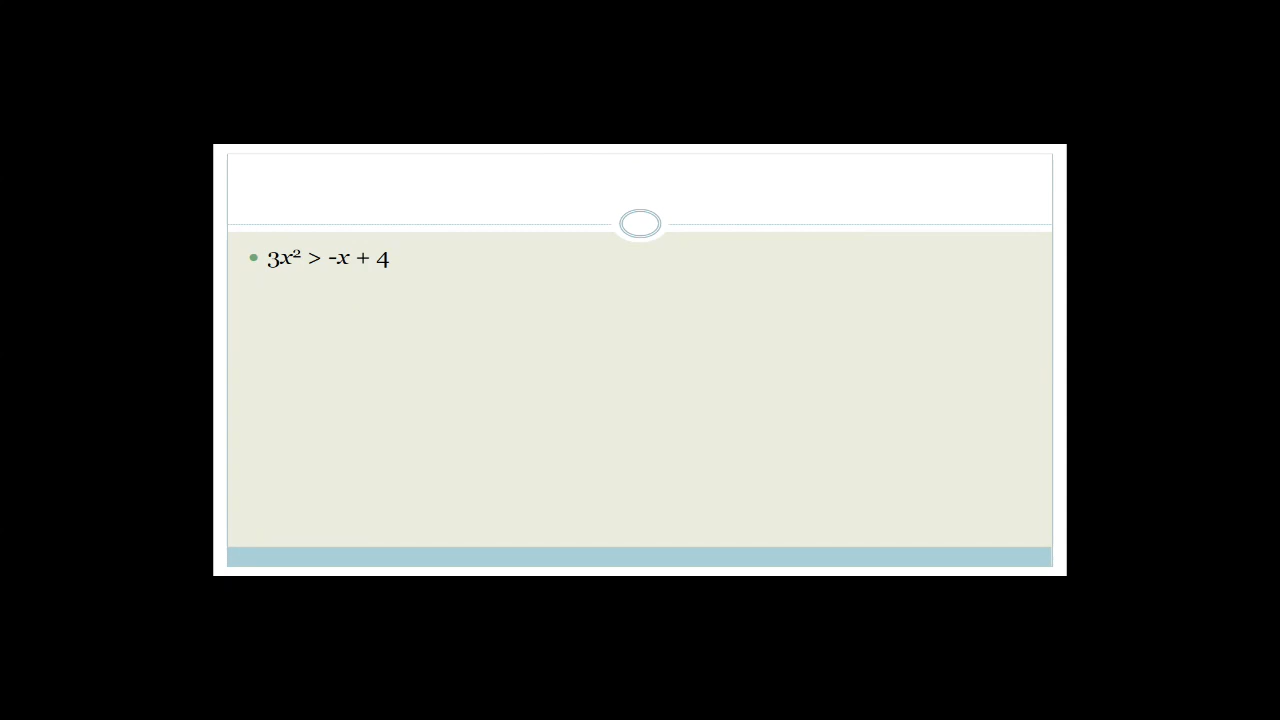 • 3x² > -x + 4